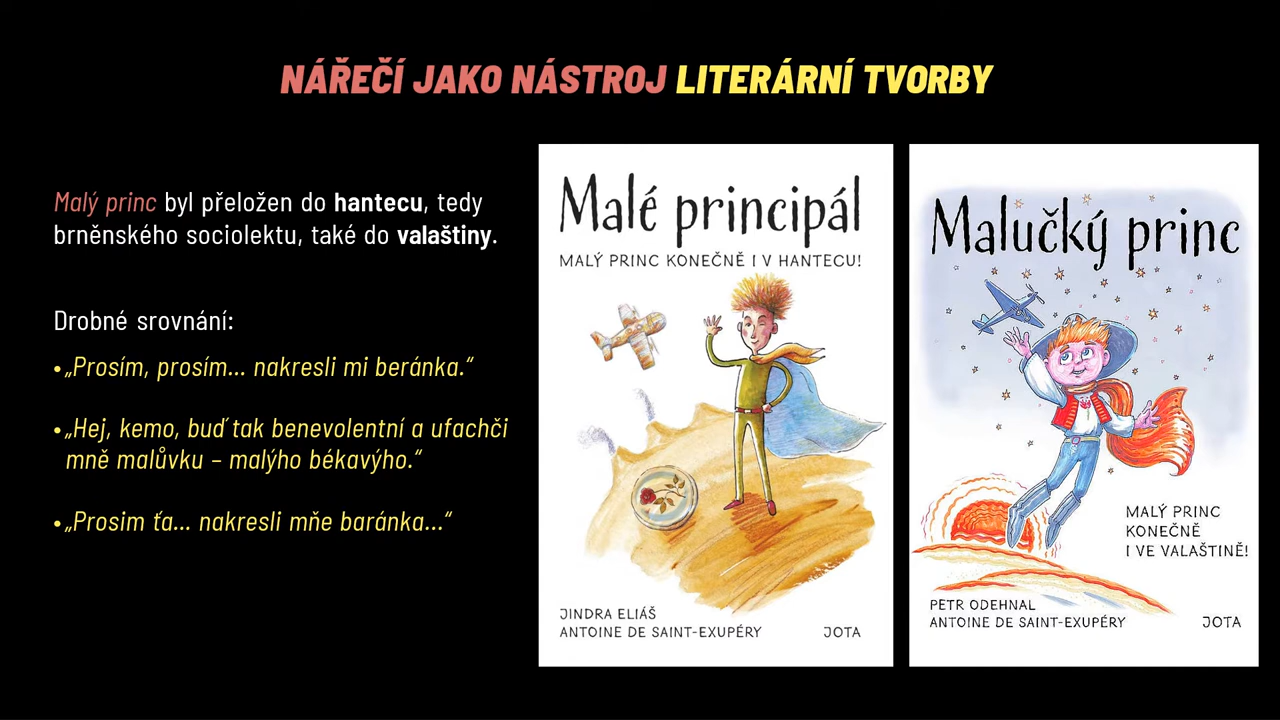 NÁŘEČÍ JAKO NÁSTROJ LITERÁRNÍ TVORBY
Malý princ byl přeložen do hantecu, tedy
brněnského sociolektu, také do valaštiny.
Drobné srovnání:
• „Prosím, prosím... nakresli mi beránka.“
• „Hej, kemo, buď tak benevolentní a ufachči
mně malůvku – malýho békavýho.“
• „Prosim ťa... nakresli mňe baránka...“
Malé principál
MALÝ PRINC KONEČNĚ I V HANTECU!
JINDRA ELIÁŠ
ANTOINE DE SAINT-EXUPÉRY
JOTA
Malučký princ
MALÝ PRINC
KONEČNĚ
I VE VALAŠTINĚ!
PETR ODEHNAL
ANTOINE DE SAINT-EXUPÉRY
JOTA